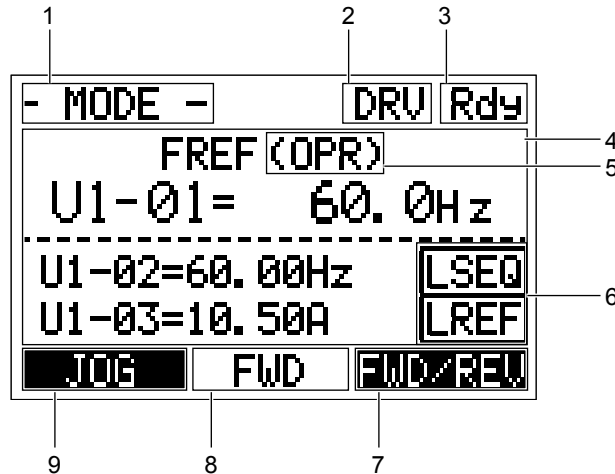 1 2 3
- MODE - DRV Rdy
4
FREF (OPR)
5
U1-01= 60.0Hz
U1-02=60.00Hz LSEQ
6
U1-03=10.50A LREF
JOG FWD FWD/REV
9 8 7